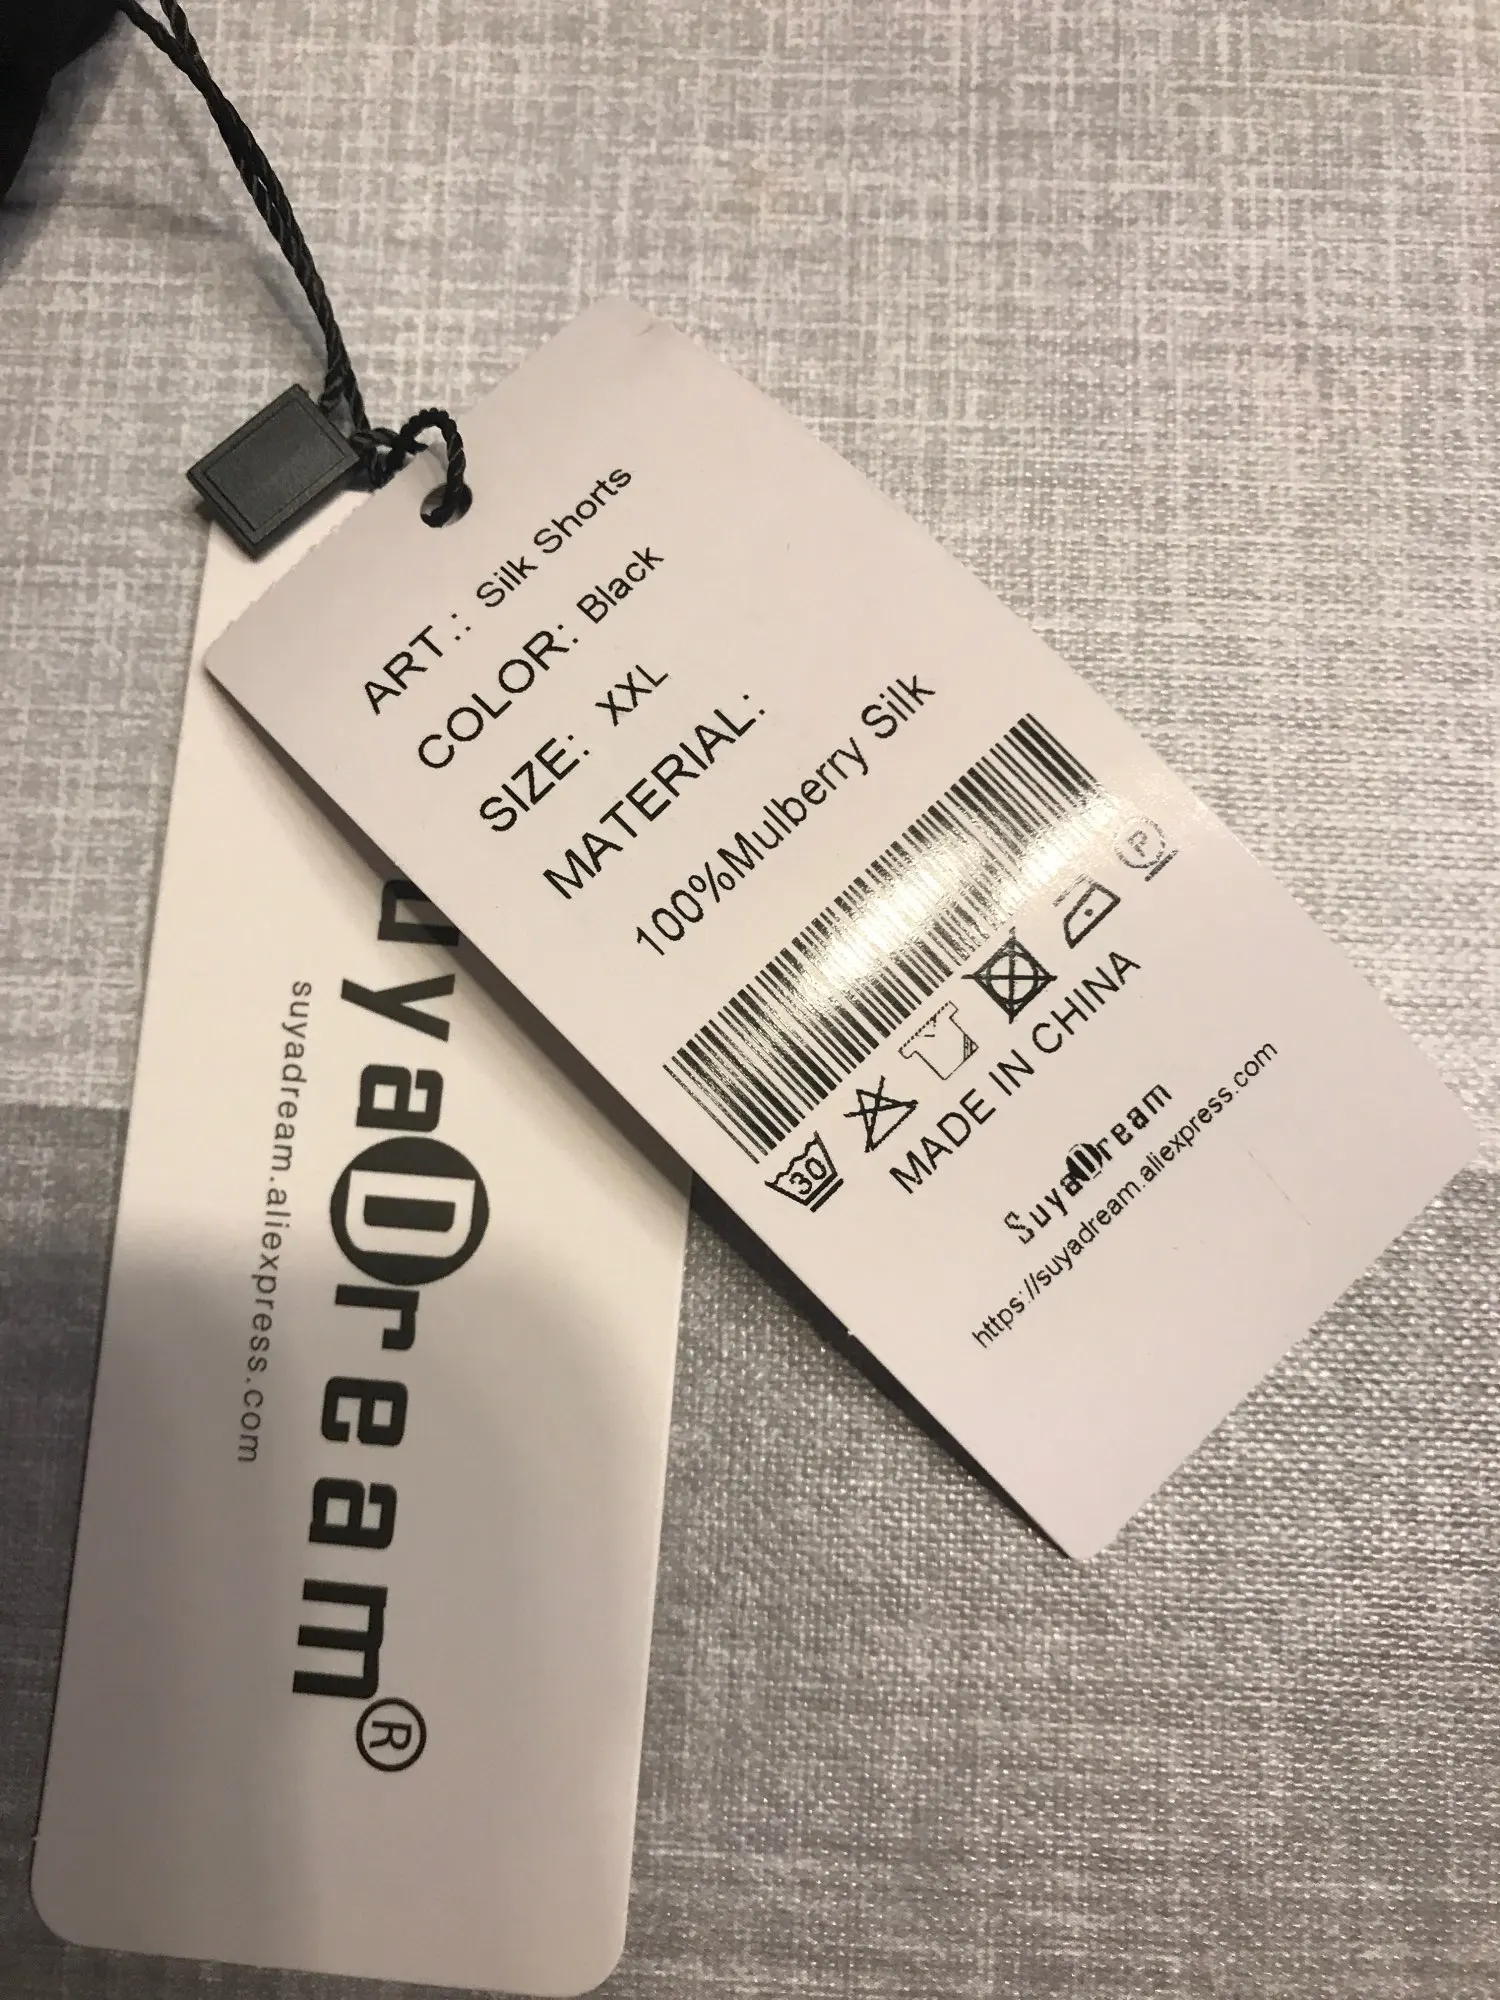 ART.: Silk Shorts
COLOR: Black
SIZE: XXL
MATERIAL:
100%Mulberry Silk
P
30
MADE IN CHINA
SuyaDream
https://suyadream.aliexpress.com
uyaDream®
suyadream.aliexpress.com